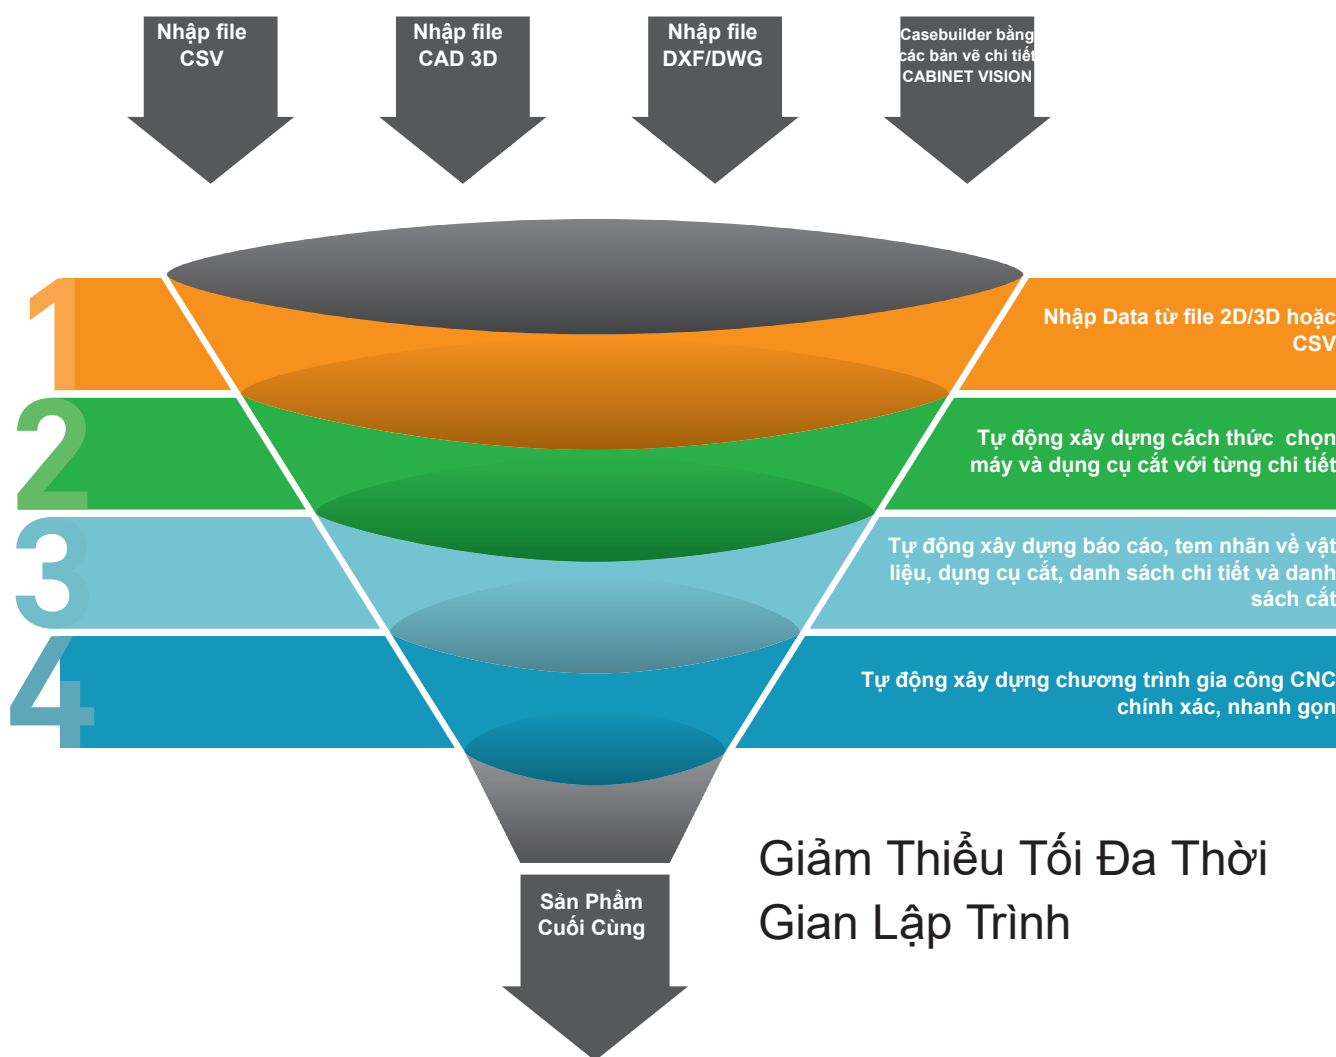 Nhập file
CSV
Nhập file
CAD 3D
Nhập file
DXF/DWG
Casebuilder bằng
các bản vẽ chi tiết
CABINET VISION
1
Nhập Data từ file 2D/3D hoặc
CSV
2
Tự động xây dựng cách thức chọn
máy và dụng cụ cắt với từng chi tiết
3
Tự động xây dựng báo cáo, tem nhãn về vật
liệu, dụng cụ cắt, danh sách chi tiết và danh
sách cắt
4
Tự động xây dựng chương trình gia công CNC
chính xác, nhanh gọn
Sản Phẩm
Cuối Cùng
Giảm Thiểu Tối Đa Thời
Gian Lập Trình